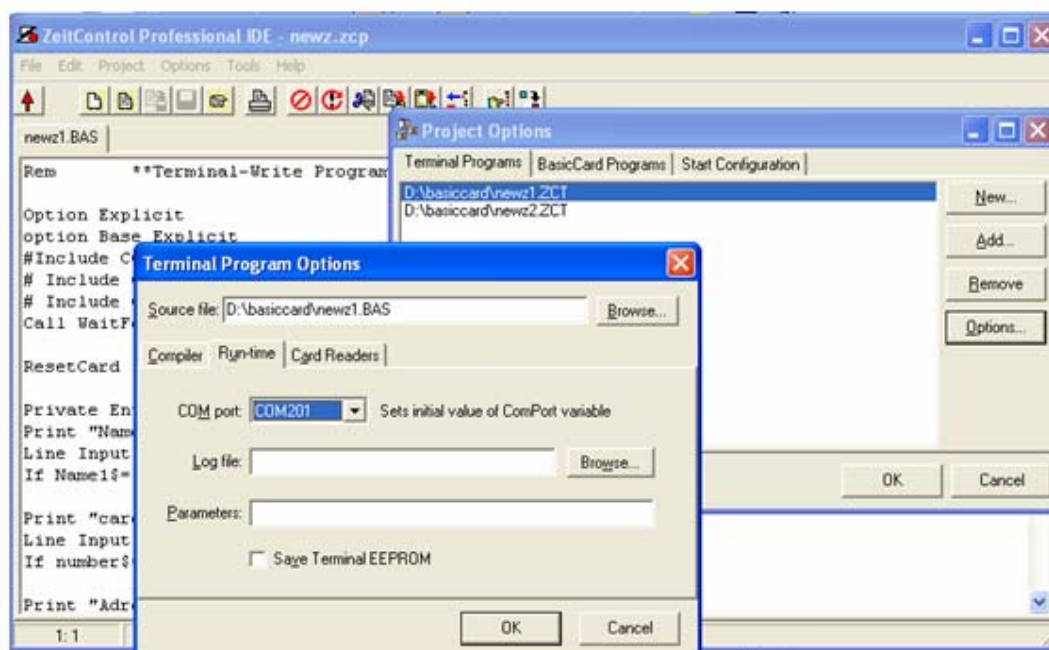 ZeitControl Professional IDE - newz.zcp
File Edit Project Options Tools Help
newz1.BAS
Rem **Terminal-Write Program
Option Explicit
option Base Explicit
#Include C
# Include
# Include
Call WaitF
ResetCard
Private En
Print "Nam
Line Input
If Name1$=
Print "car
Line Input
If number$
Print "Adr
1: 1
Project Options
Terminal Programs BasicCard Programs Start Configuration
D:\basiccard\newz1.ZCT
D:\basiccard\newz2.ZCT
New...
Add...
Remove
Options...
OK Cancel
Terminal Program Options
Source file: D:\basiccard\newz1.BAS Browse...
Compiler Run-time Card Readers
COM port: COM201 Sets initial value of ComPort variable
Log file: Browse...
Parameters:
Save Terminal EEPROM
OK Cancel